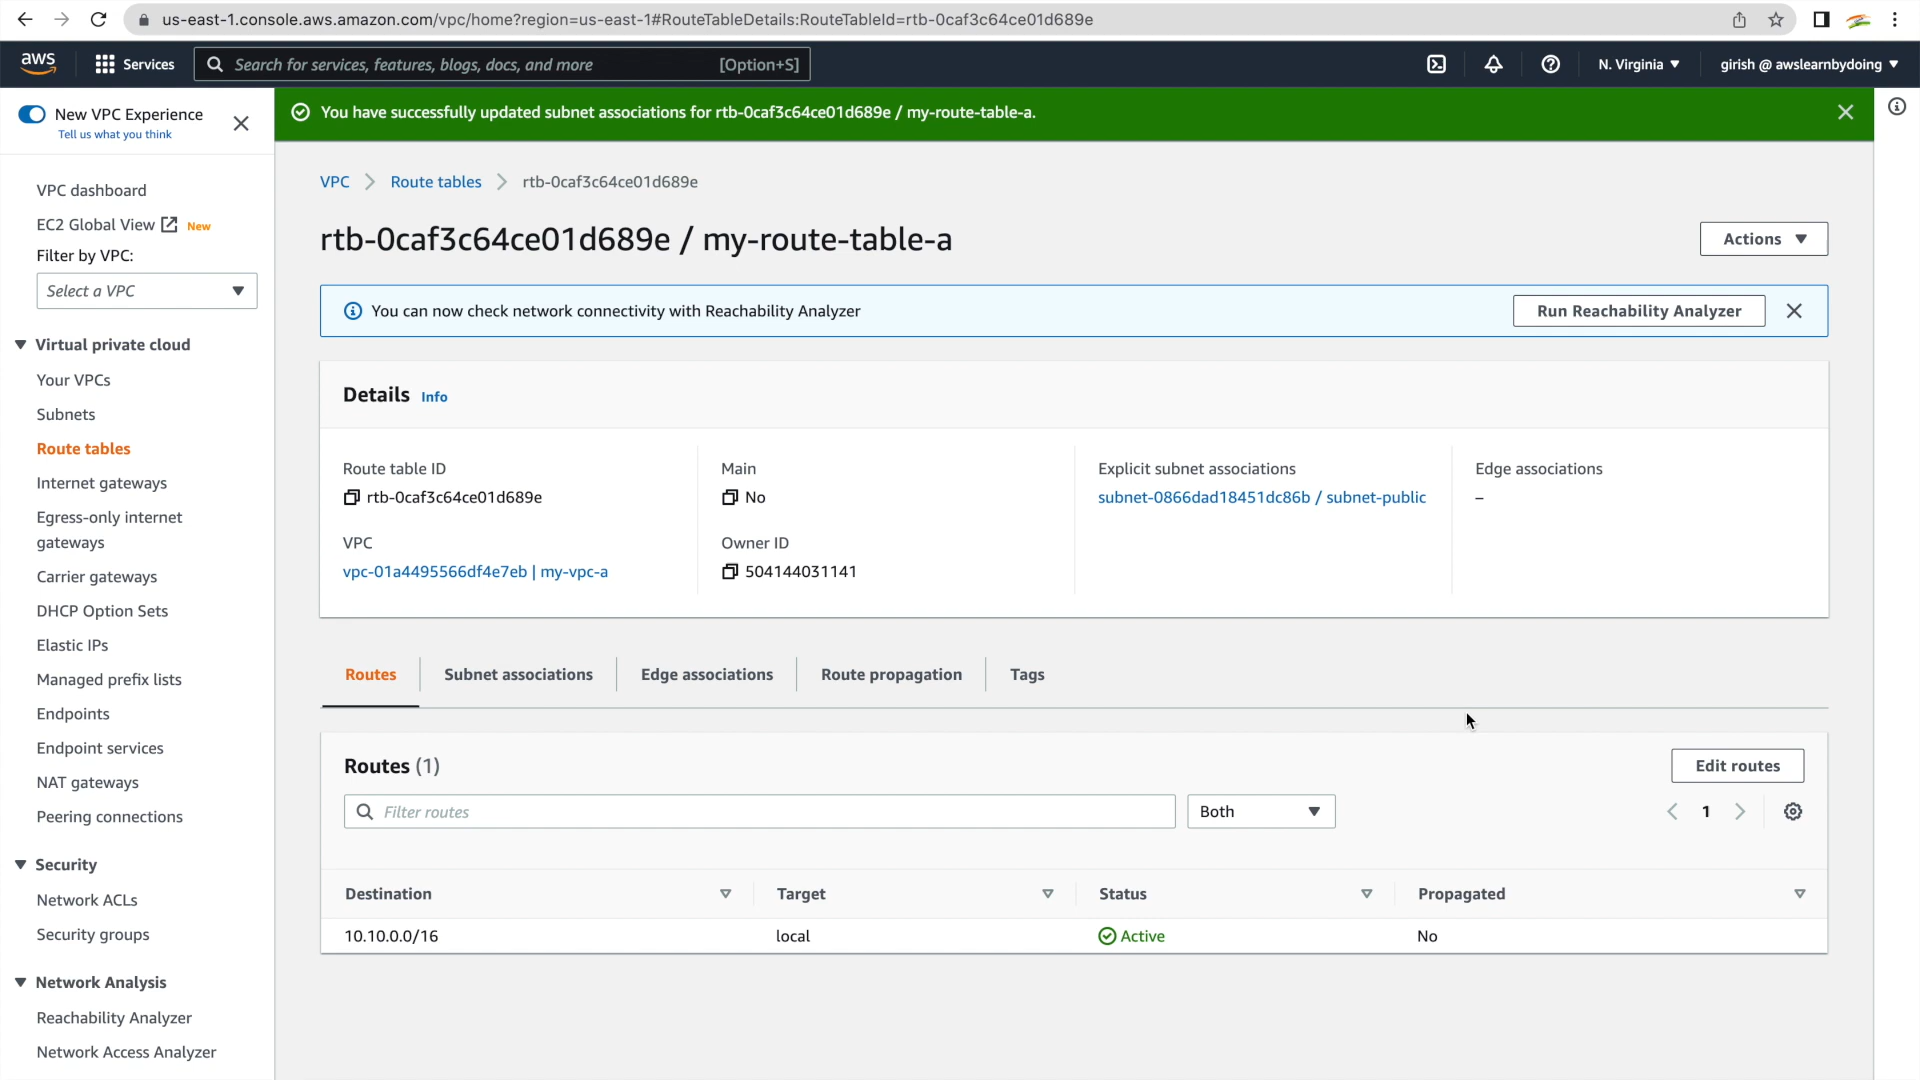 us-east-1.console.aws.amazon.com/vpc/home?region=us-east-1#RouteTableDetails:RouteTableId=rtb-0caf3c64ce01d689e
aws
Services
Search for services, features, blogs, docs, and more [Option+S]
N. Virginia
girish @ awslearnbydoing
New VPC Experience
Tell us what you think
You have successfully updated subnet associations for rtb-0caf3c64ce01d689e / my-route-table-a.
VPC dashboard
EC2 Global View New
Filter by VPC:
Select a VPC
Virtual private cloud
Your VPCs
Subnets
Route tables
Internet gateways
Egress-only internet
gateways
Carrier gateways
DHCP Option Sets
Elastic IPs
Managed prefix lists
Endpoints
Endpoint services
NAT gateways
Peering connections
Security
Network ACLs
Security groups
Network Analysis
Reachability Analyzer
Network Access Analyzer
VPC Route tables rtb-0caf3c64ce01d689e
rtb-0caf3c64ce01d689e / my-route-table-a
Actions
You can now check network connectivity with Reachability Analyzer
Run Reachability Analyzer
Details Info
Route table ID
rtb-0caf3c64ce01d689e
Main
No
Explicit subnet associations
subnet-0866dad18451dc86b / subnet-public
Edge associations
–
VPC
vpc-01a4495566df4e7eb | my-vpc-a
Owner ID
504144031141
Routes
Subnet associations
Edge associations
Route propagation
Tags
Routes (1)
Edit routes
Filter routes
Both
1
Destination Target Status Propagated
10.10.0.0/16 local Active No